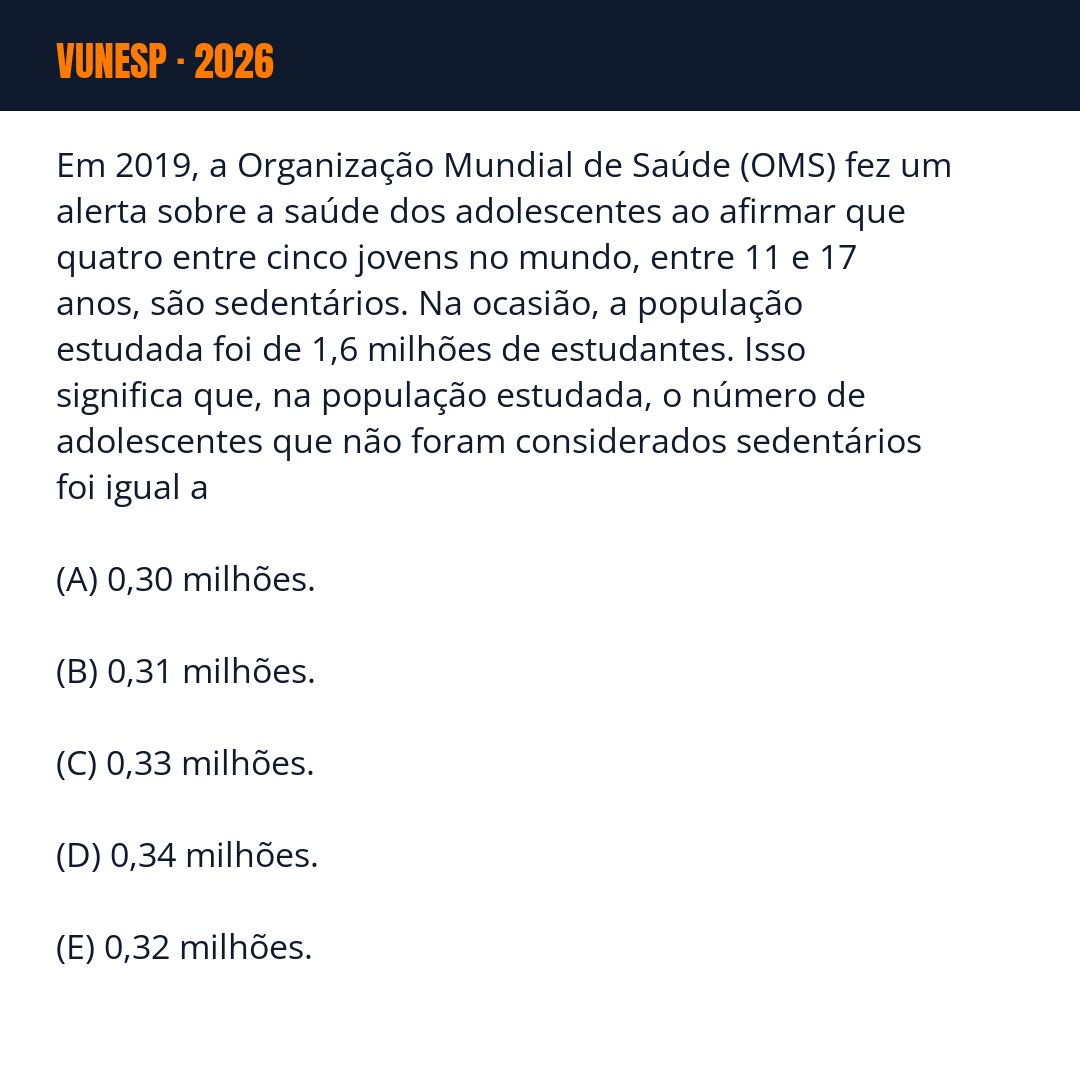 VUNESP · 2026
Em 2019, a Organização Mundial de Saúde (OMS) fez um
alerta sobre a saúde dos adolescentes ao afirmar que
quatro entre cinco jovens no mundo, entre 11 e 17
anos, são sedentários. Na ocasião, a população
estudada foi de 1,6 milhões de estudantes. Isso
significa que, na população estudada, o número de
adolescentes que não foram considerados sedentários
foi igual a
(A) 0,30 milhões.
(B) 0,31 milhões.
(C) 0,33 milhões.
(D) 0,34 milhões.
(E) 0,32 milhões.